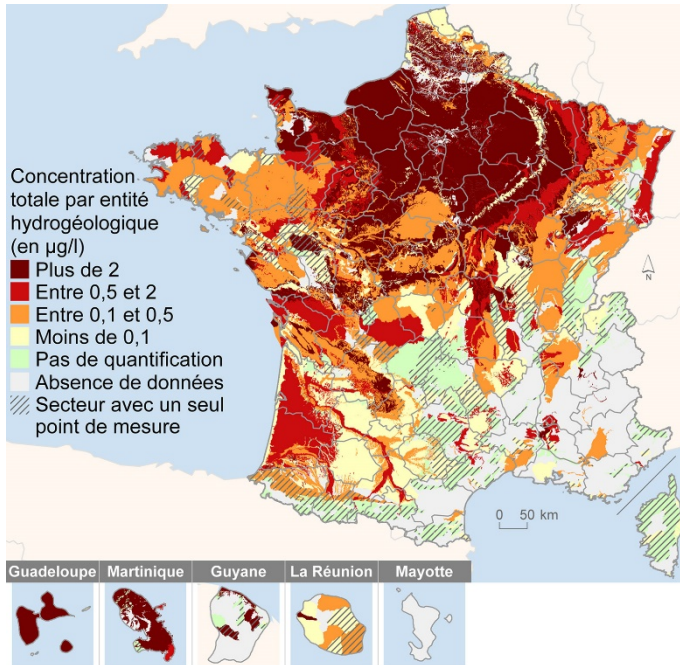 Concentration
totale par entité
hydrogéologique
(en µg/l)
Plus de 2
Entre 0,5 et 2
Entre 0,1 et 0,5
Moins de 0,1
Pas de quantification
Absence de données
Secteur avec un seul
point de mesure
N
0 50 km
Guadeloupe
Martinique
Guyane
La Réunion
Mayotte